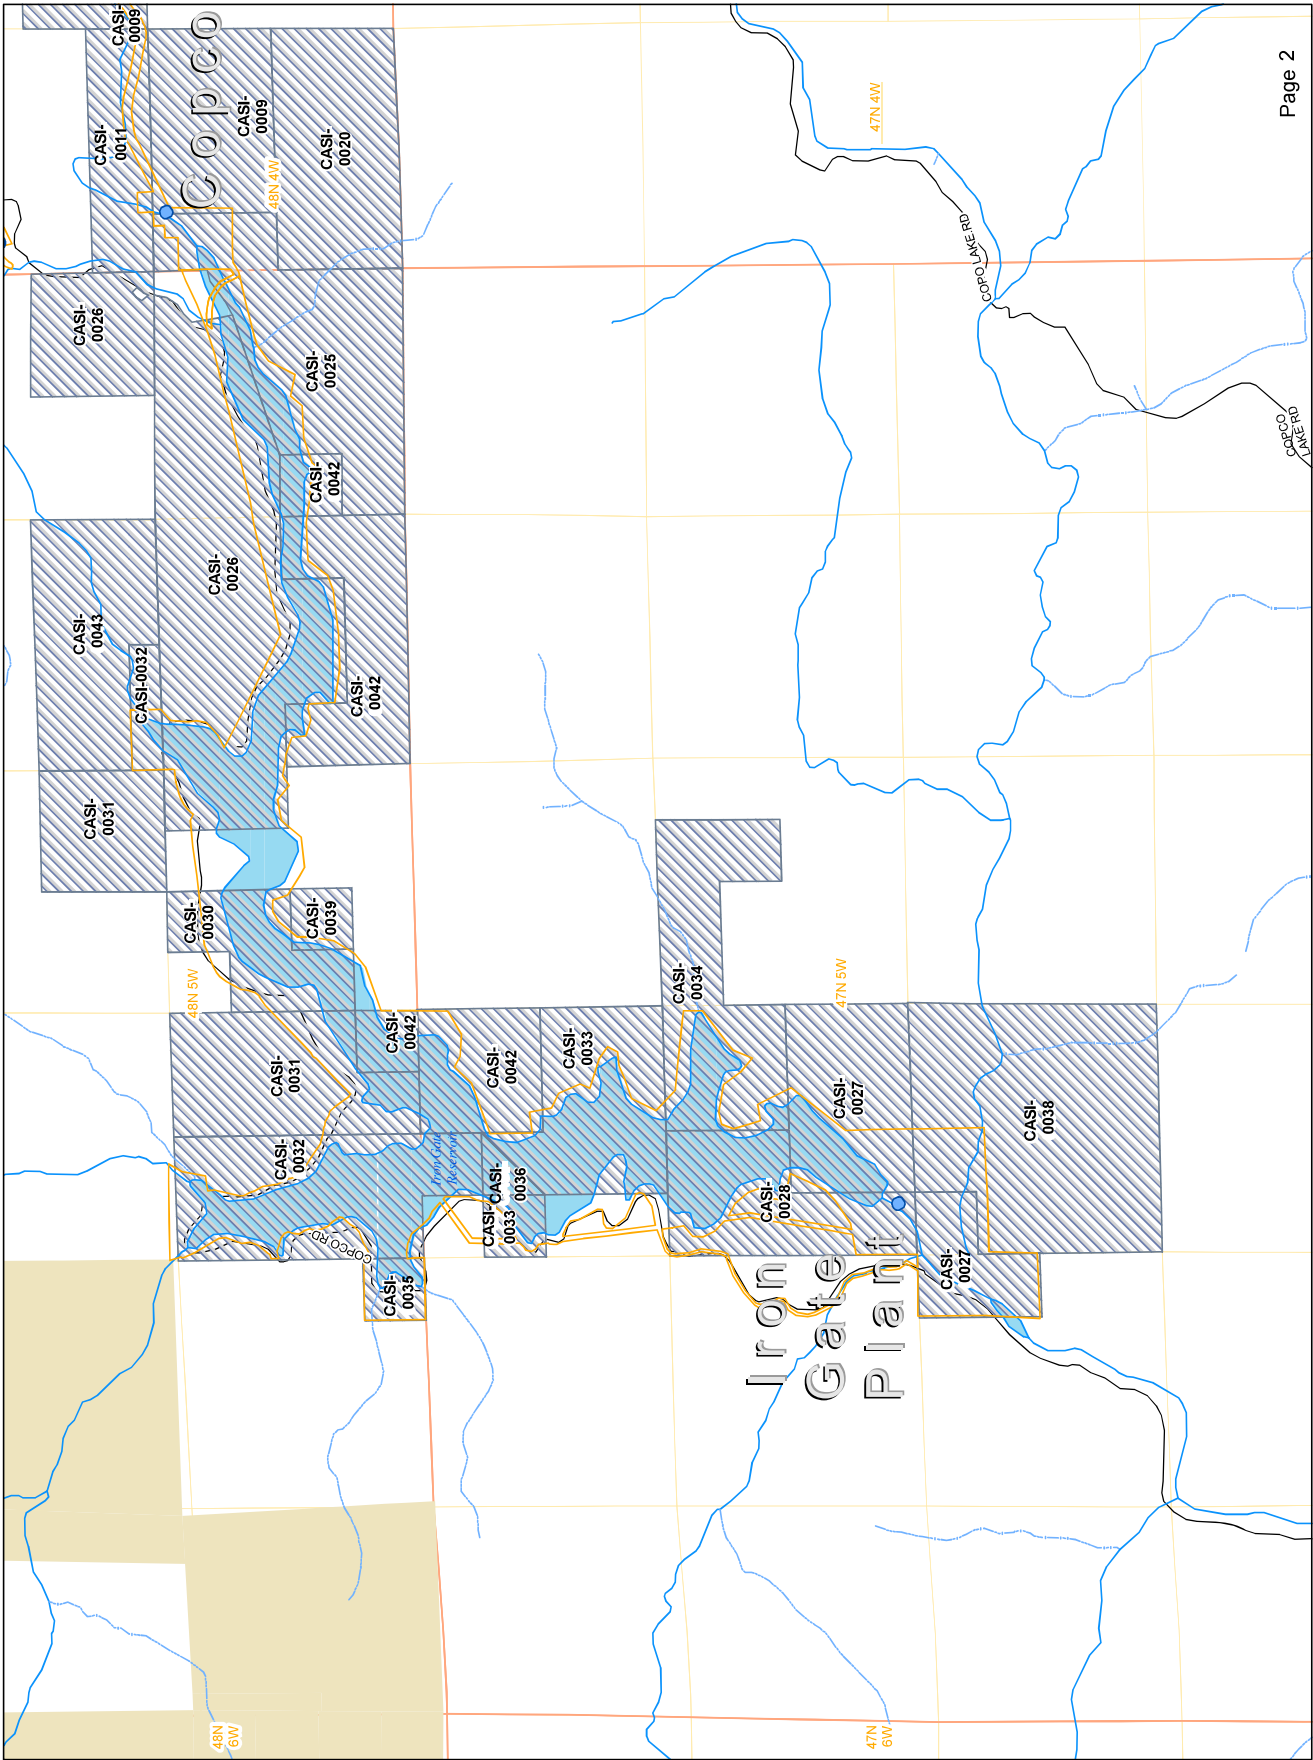 CASI-
0009
Copco
CASI-
0011
CASI-
0009
48N 4W
CASI-
0020
47N 4W
Page 2
COPO LAKE RD
CASI-
0026
CASI-
0025
COPCO
LAKE RD
CASI-
0042
CASI-
0026
CASI-
0043
CASI-0032
CASI-
0042
CASI-
0031
CASI-
0030
CASI-
0039
48N 5W
CASI-
0034
47N 5W
CASI-
0042
CASI-
0031
CASI-
0042
CASI-
0033
CASI-
0027
CASI-
0038
CASI-
0032
Iron Gate
Reservoir
CASI-
0036
CASI-
0033
CASI-
0028
COPCO RD
CASI-
0035
CASI-
0027
Iron
Gate
Plant
48N
6W
47N
6W